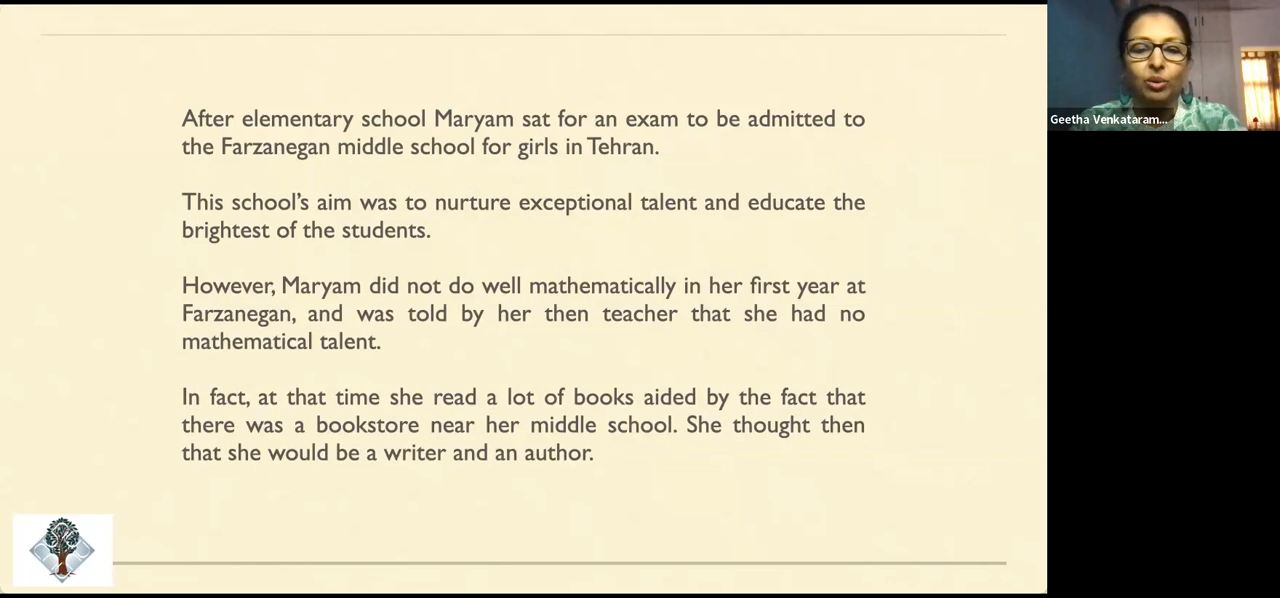 After elementary school Maryam sat for an exam to be admitted to
the Farzanegan middle school for girls in Tehran.
This school's aim was to nurture exceptional talent and educate the
brightest of the students.
However, Maryam did not do well mathematically in her first year at
Farzanegan, and was told by her then teacher that she had no
mathematical talent.
In fact, at that time she read a lot of books aided by the fact that
there was a bookstore near her middle school. She thought then
that she would be a writer and an author.
Geetha Venkataram...